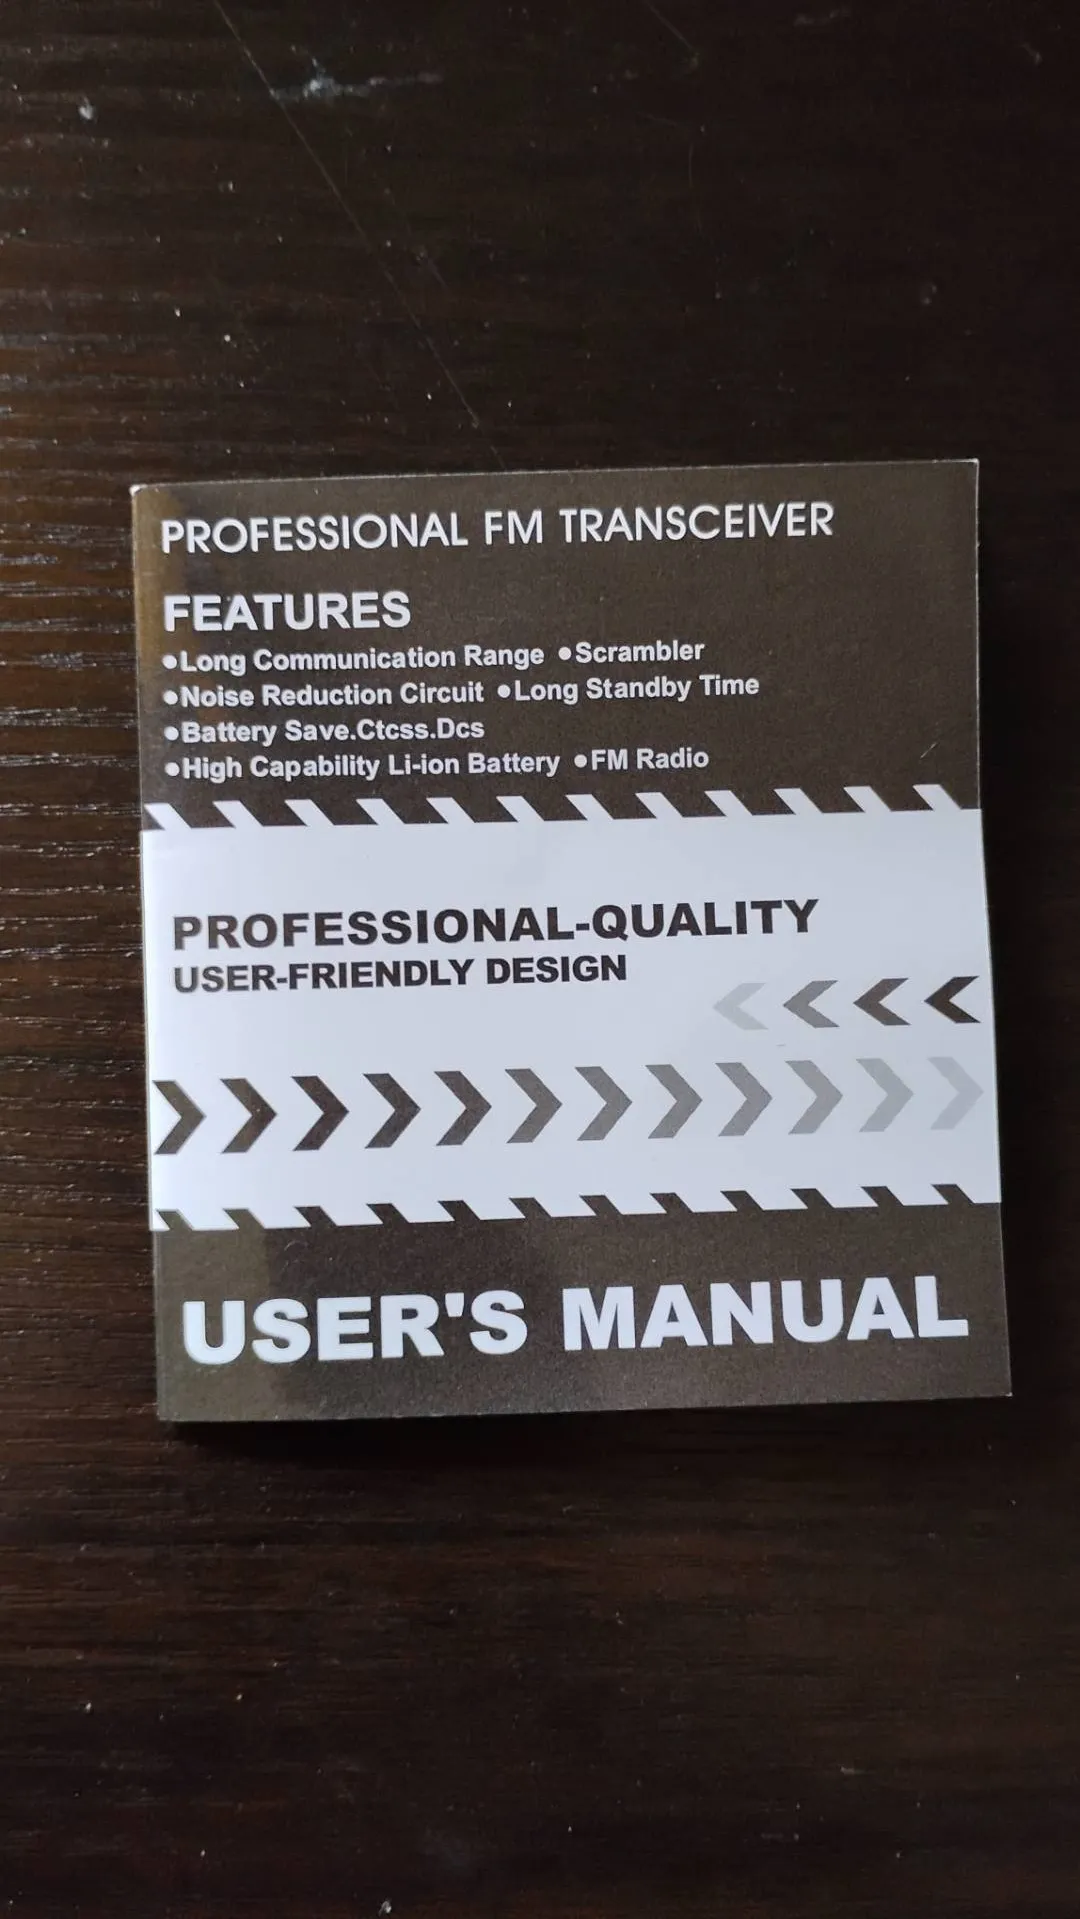 PROFESSIONAL FM TRANSCEIVER
FEATURES
●Long Communication Range ●Scrambler
●Noise Reduction Circuit ●Long Standby Time
●Battery Save.Ctcss.Dcs
●High Capability Li-ion Battery ●FM Radio
PROFESSIONAL-QUALITY
USER-FRIENDLY DESIGN
USER'S MANUAL